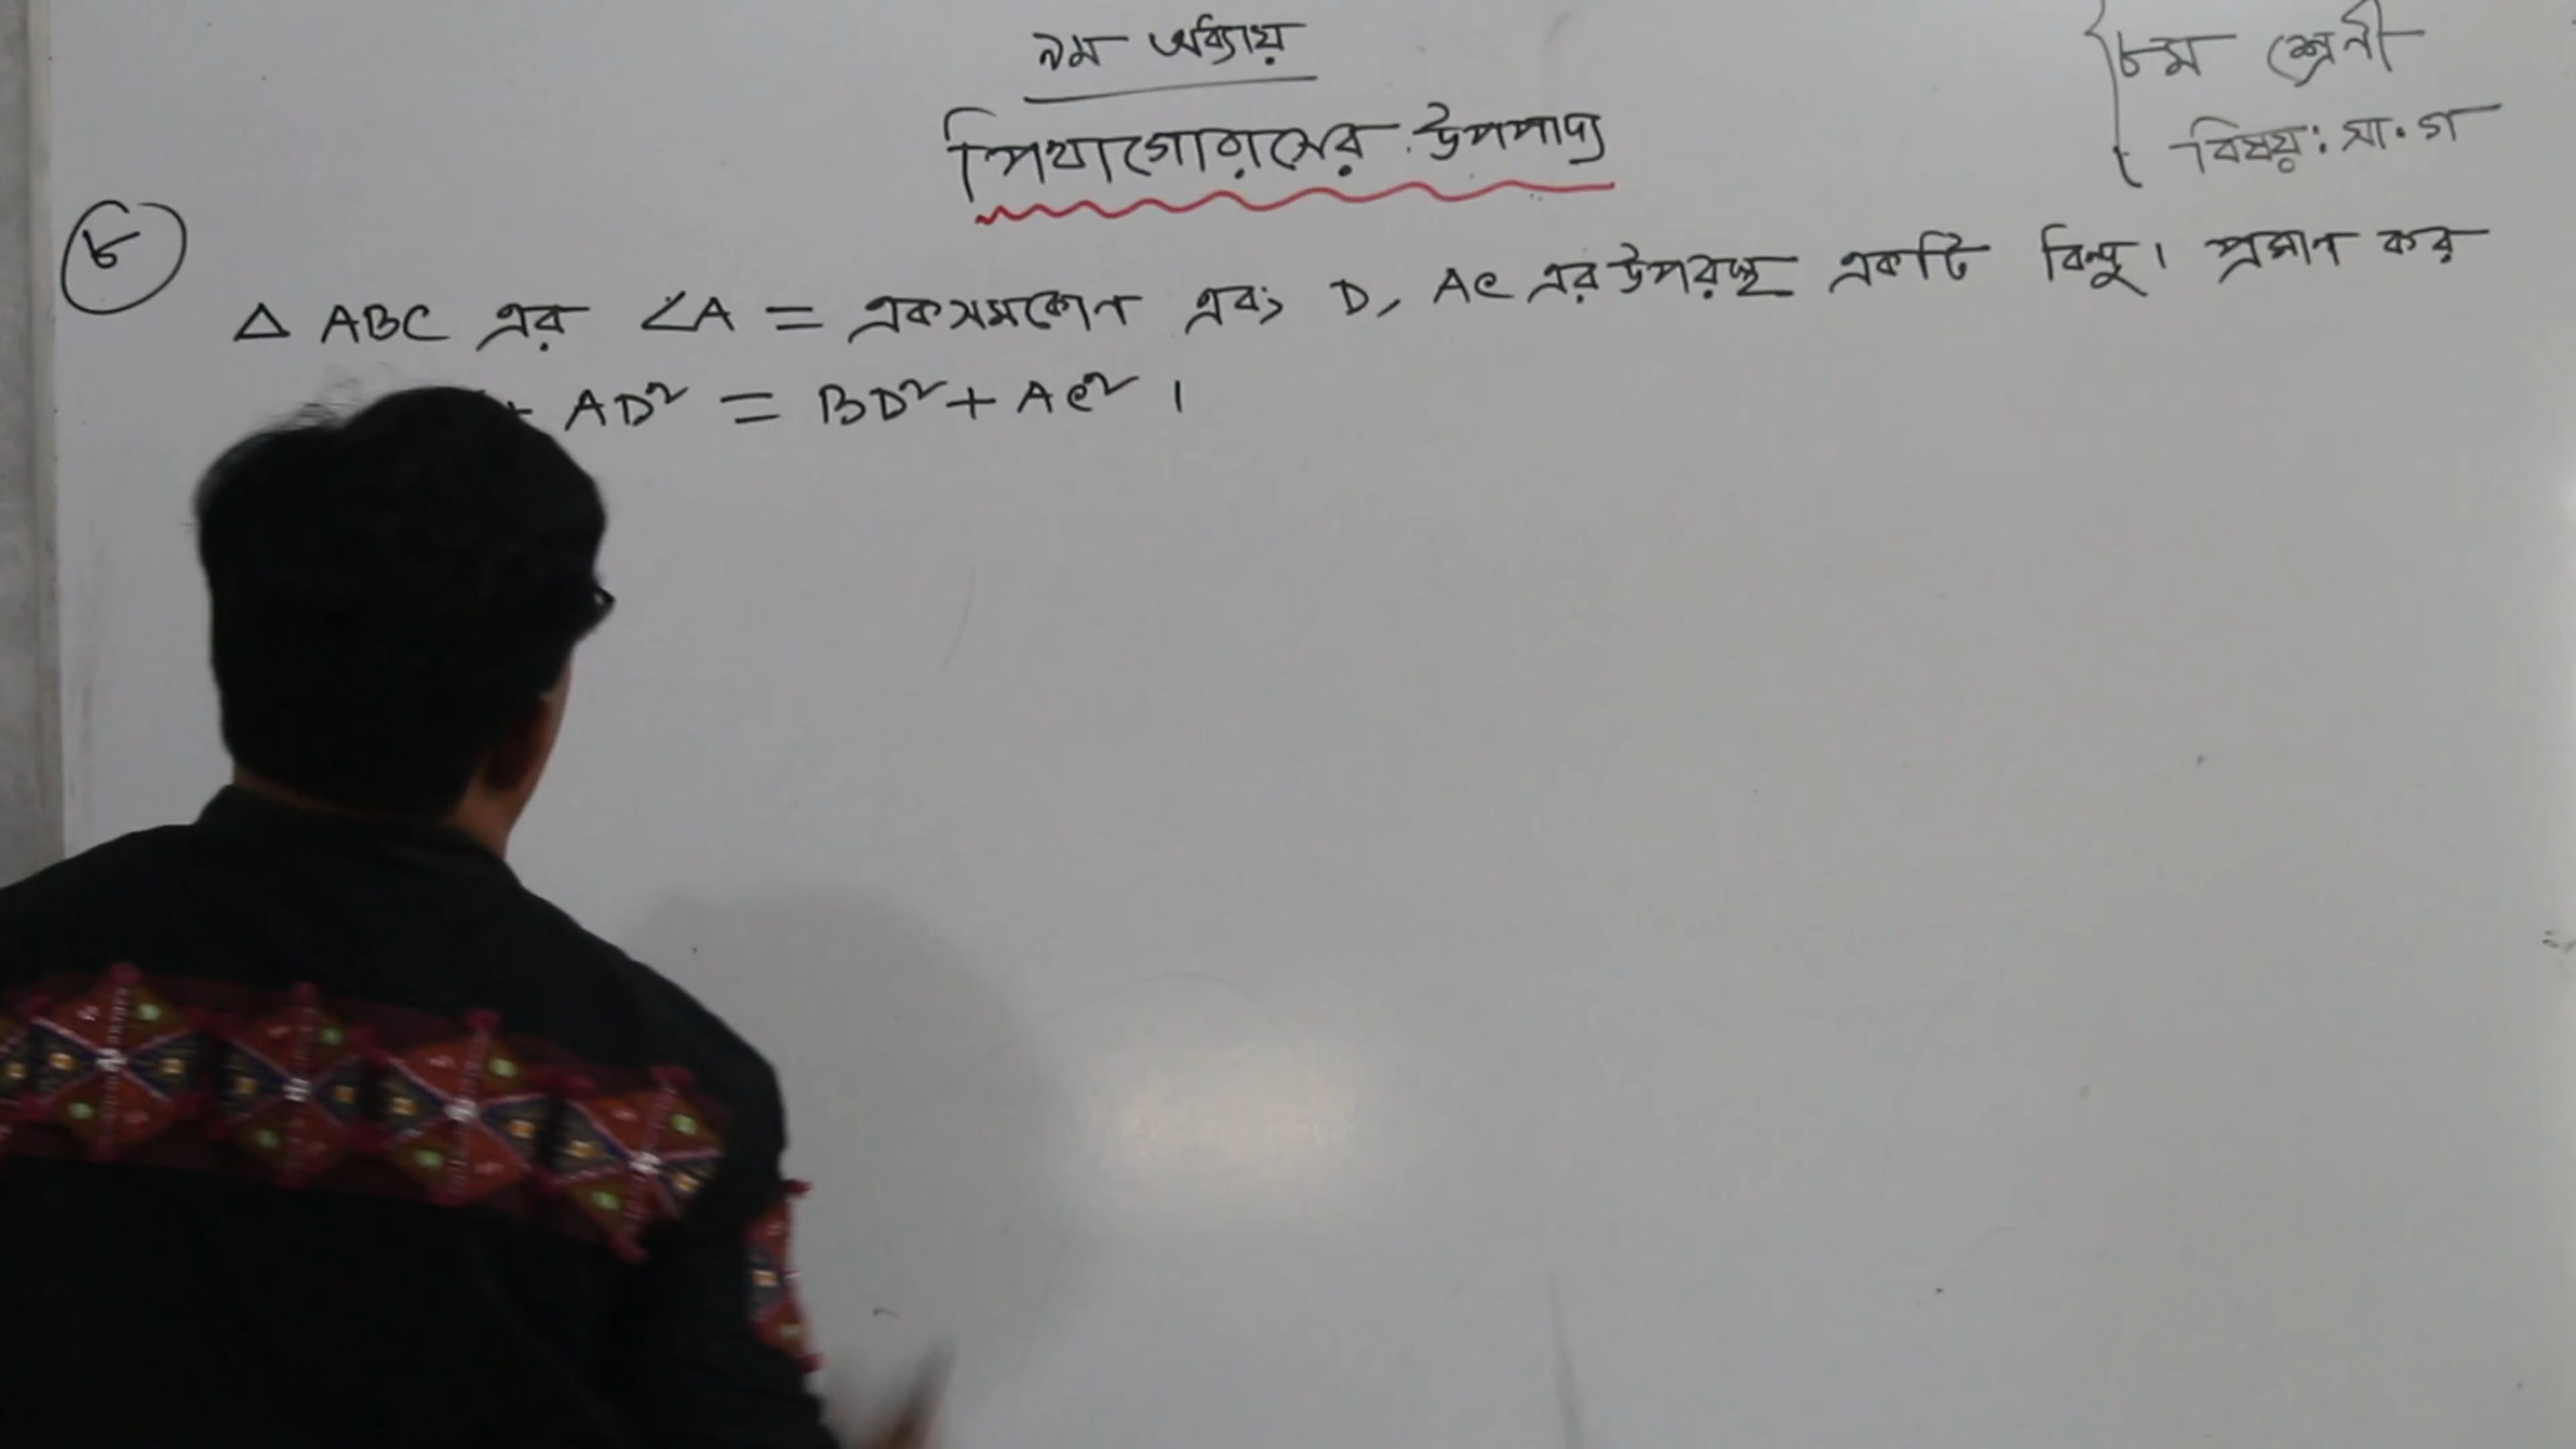 ৯ম অধ্যায়
পিথাগোরাসের উপপাদ্য
৮ম শ্রেনী
বিষয়: সা.গ
৮
△ ABC এর ∠A = একসমকোণ এবং D, AC এর উপরস্থ একটি বিন্দু। প্রমাণ কর
+ AD² = BD² + AC² ।